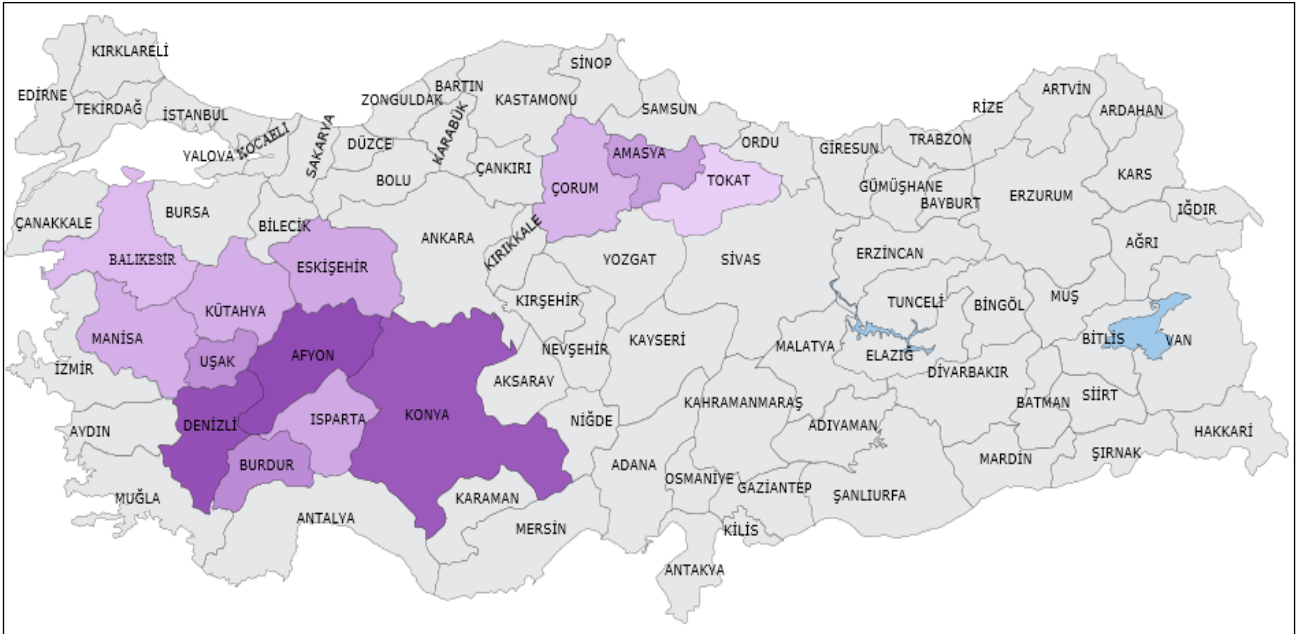 KIRKLARELİ
EDİRNE
TEKİRDAĞ
İSTANBUL
YALOVA
KOCAELİ
SAKARYA
DÜZCE
ZONGULDAK
BARTIN
KARABÜK
KASTAMONU
SİNOP
SAMSUN
ÇANKIRI
BOLU
ÇORUM
AMASYA
TOKAT
ORDU
GİRESUN
TRABZON
RİZE
ARTVİN
ARDAHAN
KARS
IĞDIR
AĞRI
ERZURUM
BAYBURT
GÜMÜŞHANE
ERZİNCAN
ÇANAKKALE
BURSA
BİLECİK
ANKARA
KIRIKKALE
YOZGAT
SİVAS
BALIKESİR
KÜTAHYA
ESKİŞEHİR
KIRŞEHİR
NEVŞEHİR
KAYSERİ
MALATYA
TUNCELİ
BİNGÖL
MUŞ
ELAZIĞ
BİTLİS
VAN
MANİSA
UŞAK
AFYON
İZMİR
AKSARAY
DİYARBAKIR
BATMAN
SİİRT
HAKKARİ
ŞIRNAK
MARDİN
AYDIN
DENİZLİ
ISPARTA
KONYA
NİĞDE
KAHRAMANMARAŞ
ADIYAMAN
BURDUR
MUĞLA
ANTALYA
KARAMAN
MERSİN
ADANA
OSMANİYE
GAZİANTEP
ŞANLIURFA
KİLİS
ANTAKYA